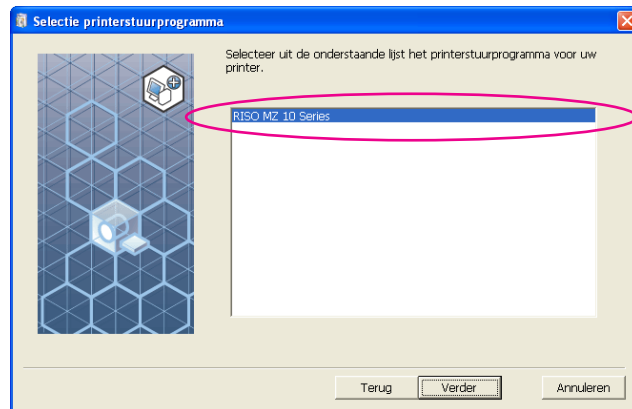 Selectie printerstuurprogramma
Selecteer uit de onderstaande lijst het printerstuurprogramma voor uw
printer.
RISO MZ 10 Series
Terug
Verder
Annuleren